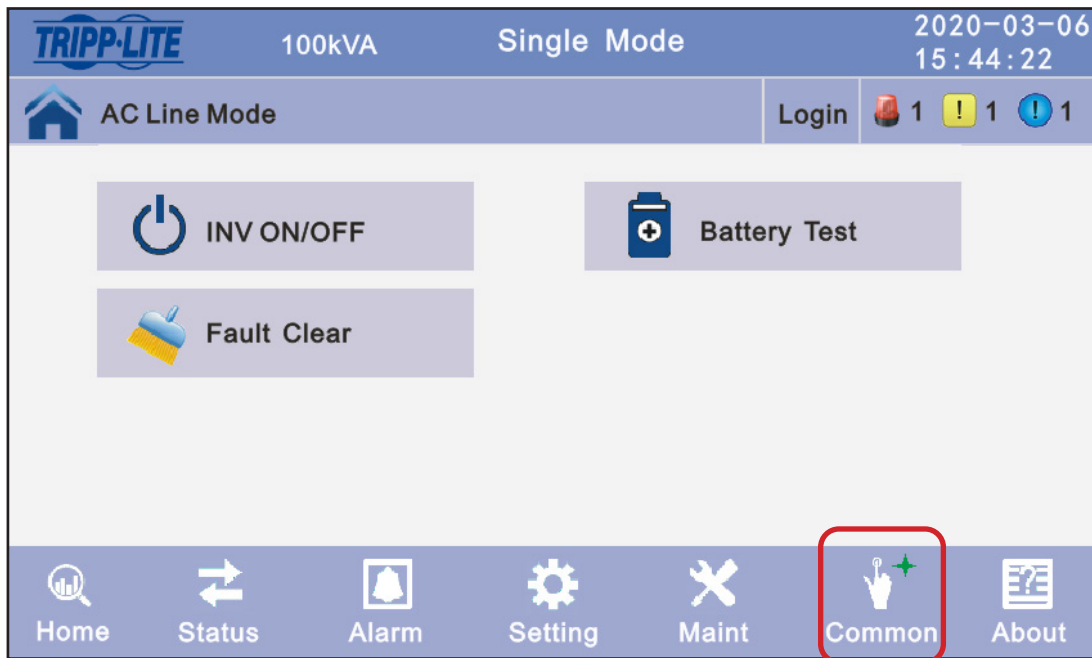 TRIPP·LITE 100kVA Single Mode 2020-03-06
15:44:22
AC Line Mode Login 1 ! 1 ! 1
INV ON/OFF Battery Test
Fault Clear
Home Status Alarm Setting Maint Common About